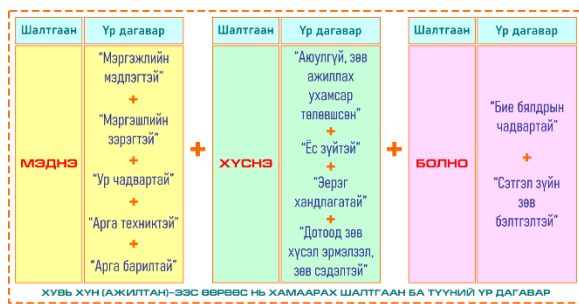 Шалтгаан
Үр дагавар
МЭДНЭ
“Мэргэжлийн
мэдлэгтэй”
+
“Мэргэшлийн
зэрэгтэй”
+
“Ур чадвартай”
+
“Арга техниктэй”
+
“Арга барилтай”
+
Шалтгаан
Үр дагавар
ХҮСНЭ
“Аюулгүй, зөв
ажиллах
ухамсар
төлөвшсөн”
+
“Ёс зүйтэй”
+
“Эерэг
хандлагатай”
+
“Дотоод зөв
хүсэл эрмэлзэл,
зөв сэдэлтэй”
+
Шалтгаан
Үр дагавар
БОЛНО
“Бие бялдрын
чадвартай”
+
“Сэтгэл зүйн
зөв
бэлтгэлтэй”
ХУВЬ ХҮН (АЖИЛТАН)–ЭЭС ӨӨРӨӨС НЬ ХАМААРАХ ШАЛТГААН БА ТҮҮНИЙ ҮР ДАГАВАР